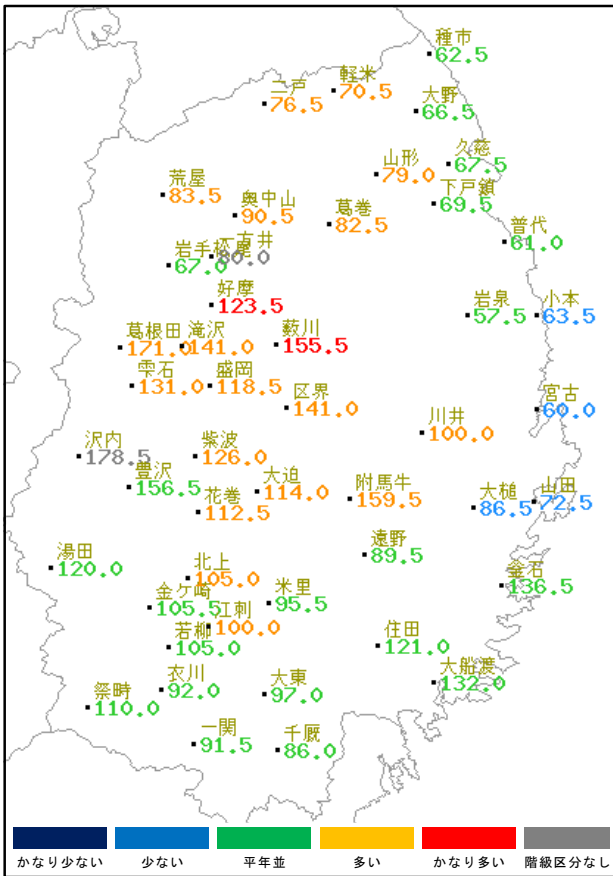 種市
62.5
軽米
70.5
二戸
76.5
大野
66.5
久慈
67.5
山形
79.0
下戸鎖
69.5
荒屋
83.5
奥中山
90.5
葛巻
82.5
普代
61.0
岩手松尾
67.0
一方井
80.0
好摩
123.5
岩泉
57.5
小本
63.5
葛根田
171.0
滝沢
141.0
薮川
155.5
雫石
131.0
盛岡
118.5
区界
141.0
宮古
60.0
川井
100.0
沢内
178.5
紫波
126.0
豊沢
156.5
大迫
114.0
附馬牛
159.5
山田
72.5
大槌
86.5
花巻
112.5
遠野
89.5
湯田
120.0
北上
105.0
釜石
136.5
金ケ崎
105.5
米里
95.5
江刺
100.0
若柳
105.0
住田
121.0
衣川
92.0
大東
97.0
大船渡
132.0
祭畤
110.0
一関
91.5
千厩
86.0
かなり少ない 少ない 平年並 多い かなり多い 階級区分なし